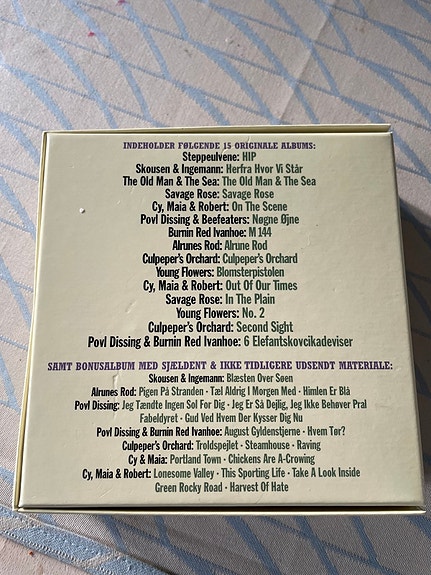 INDEHOLDER FØLGENDE 15 ORIGINALE ALBUMS:
Steppeulvene: HIP
Skousen & Ingemann: Herfra Hvor Vi Står
The Old Man & The Sea: The Old Man & The Sea
Savage Rose: Savage Rose
Cy, Maia & Robert: On The Scene
Povl Dissing & Beefeaters: Nøgne Øjne
Burnin Red Ivanhoe: M 144
Alrunes Rod: Alrune Rod
Culpeper's Orchard: Culpeper's Orchard
Young Flowers: Blomsterpistolen
Cy, Maia & Robert: Out Of Our Times
Savage Rose: In The Plain
Young Flowers: No. 2
Culpeper's Orchard: Second Sight
Povl Dissing & Burnin Red Ivanhoe: 6 Elefantskovcikadeviser
SAMT BONUSALBUM MED SJÆLDENT & IKKE TIDLIGERE UDSENDT MATERIALE:
Skousen & Ingemann: Blæsten Over Søen
Alrunes Rod: Pigen På Stranden · Tæl Aldrig I Morgen Med · Himlen Er Blå
Povl Dissing: Jeg Tændte Ingen Sol For Dig · Jeg Er Så Dejlig, Jeg Ikke Behøver Pral
Fabeldyret · Gud Ved Hvem Der Kysser Dig Nu
Povl Dissing & Burnin Red Ivanhoe: August Gyldenstjerne · Hvem Tør?
Culpeper's Orchard: Troldspejlet · Steamhouse · Raving
Cy & Maia: Portland Town · Chickens Are A-Crowing
Cy, Maia & Robert: Lonesome Valley · This Sporting Life · Take A Look Inside
Green Rocky Road · Harvest Of Hate